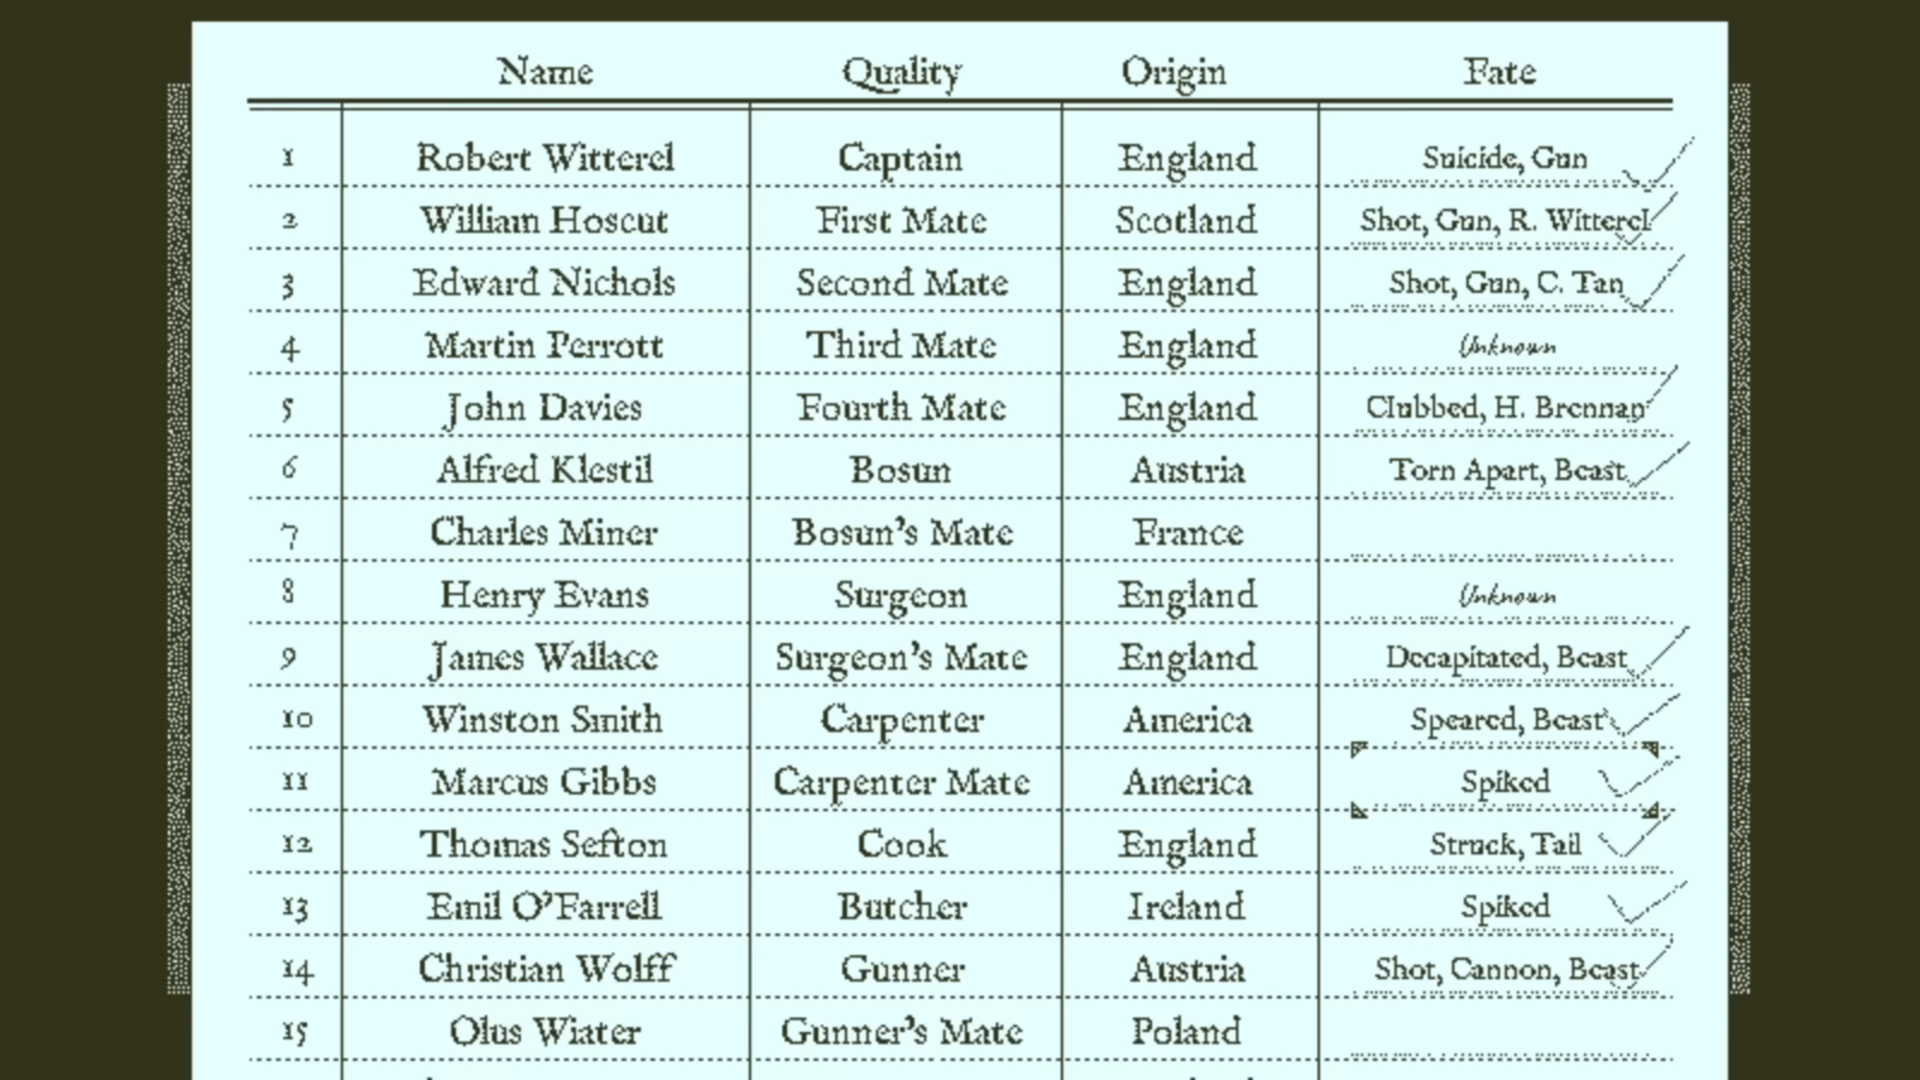 Name Quality Origin Fate
1 Robert Witterel Captain England Suicide, Gun
2 William Hoscut First Mate Scotland Shot, Gun, R. Witterel
3 Edward Nichols Second Mate England Shot, Gun, C. Tan
4 Martin Perrott Third Mate England Unknown
5 John Davies Fourth Mate England Clubbed, H. Brennan
6 Alfred Klestil Bosun Austria Torn Apart, Beast
7 Charles Miner Bosun's Mate France
8 Henry Evans Surgeon England Unknown
9 James Wallace Surgeon's Mate England Decapitated, Beast
10 Winston Smith Carpenter America Speared, Beast
11 Marcus Gibbs Carpenter Mate America Spiked
12 Thomas Sefton Cook England Struck, Tail
13 Emil O'Farrell Butcher Ireland Spiked
14 Christian Wolff Gunner Austria Shot, Cannon, Beast
15 Olus Wiater Gunner's Mate Poland